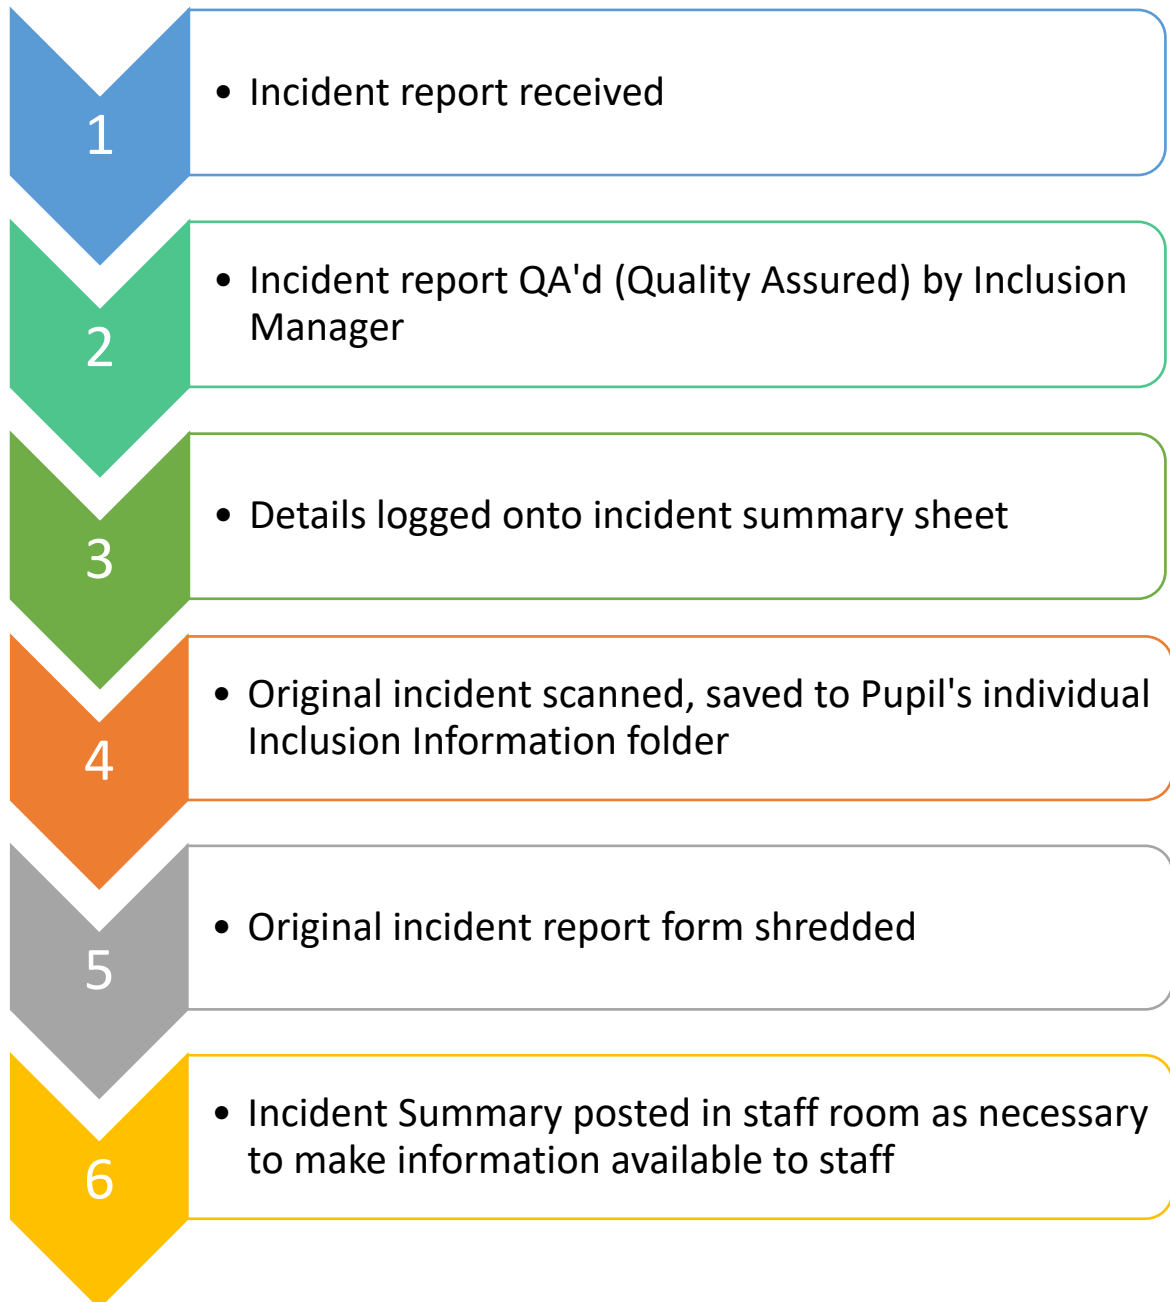 1
• Incident report received
2
• Incident report QA'd (Quality Assured) by Inclusion
Manager
3
• Details logged onto incident summary sheet
4
• Original incident scanned, saved to Pupil's individual
Inclusion Information folder
5
• Original incident report form shredded
6
• Incident Summary posted in staff room as necessary
to make information available to staff